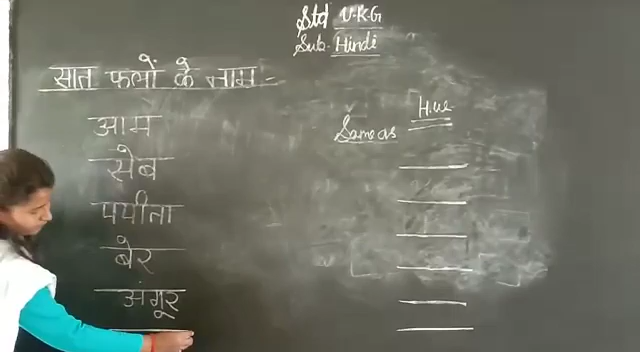 Std U.K.G
Sub. Hindi
सात फलों के नाम :-
आम
सेब
पपीता
बेर
अंगूर
H.W.
Same as